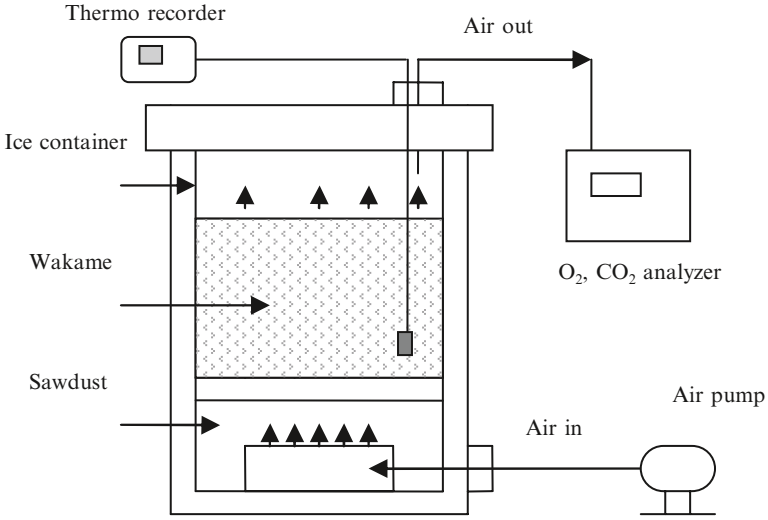 Thermo recorder
Air out
Ice container
Wakame
O₂, CO₂ analyzer
Sawdust
Air pump
Air in